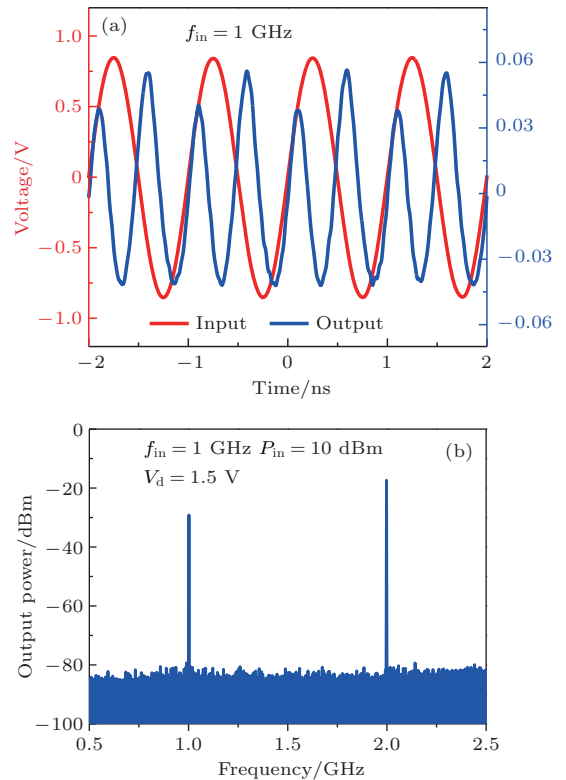 (a)
f_in = 1 GHz
1.0
0.5
0
−0.5
−1.0
Voltage/V
0.06
0.03
0
−0.03
−0.06
Input
Output
−2
−1
0
1
2
Time/ns
(b)
f_in = 1 GHz P_in = 10 dBm
V_d = 1.5 V
0
−20
−40
−60
−80
−100
Output power/dBm
0.5
1.0
1.5
2.0
2.5
Frequency/GHz